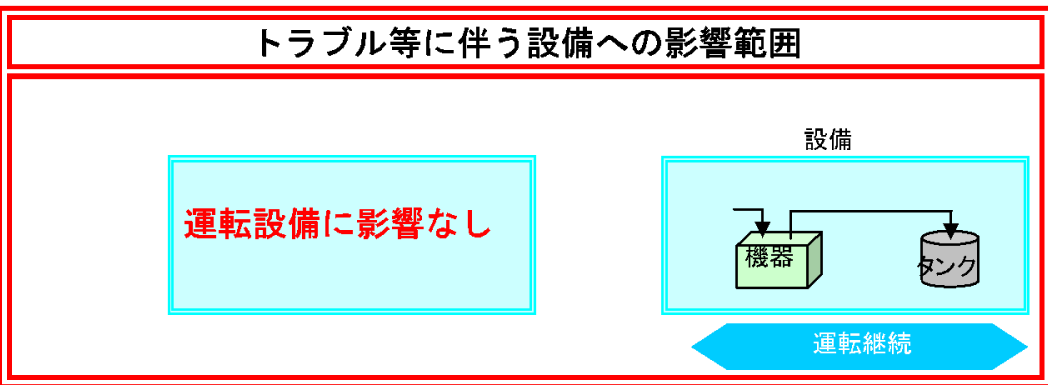 トラブル等に伴う設備への影響範囲
設備
運転設備に影響なし
機器
タンク
運転継続